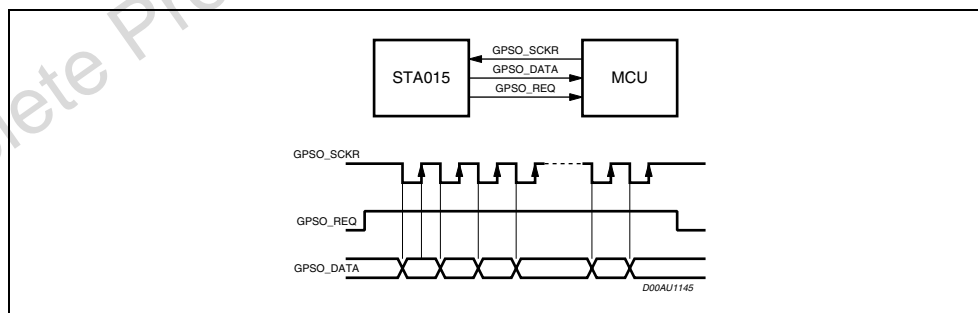 GPSO_SCKR
STA015 GPSO_DATA MCU
GPSO_REQ
GPSO_SCKR
GPSO_REQ
GPSO_DATA
D00AU1145